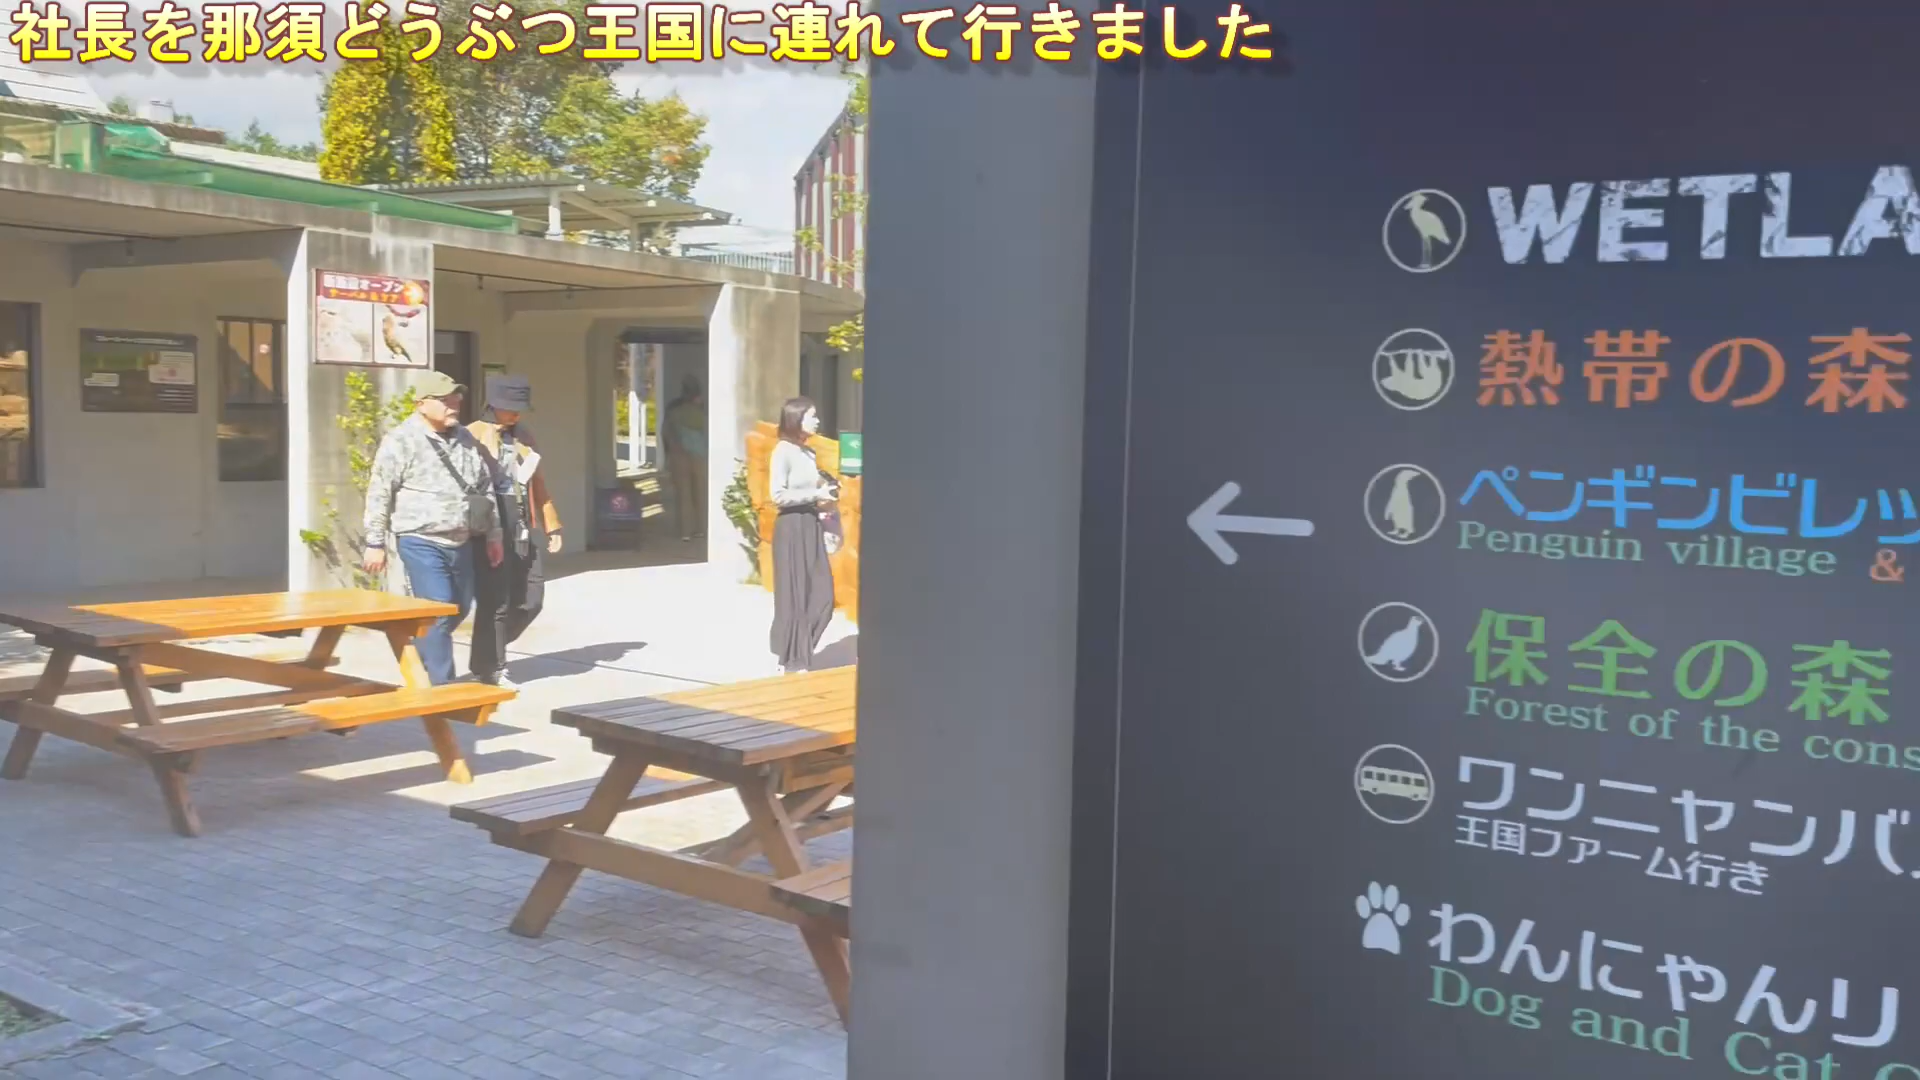 社長を那須どうぶつ王国に連れて行きました
WETLA
熱帯の森
ペンギンビレッ
Penguin village &
保全の森
Forest of the cons
ワンニャンバ
王国ファーム行き
わんにゃんリ
Dog and Cat